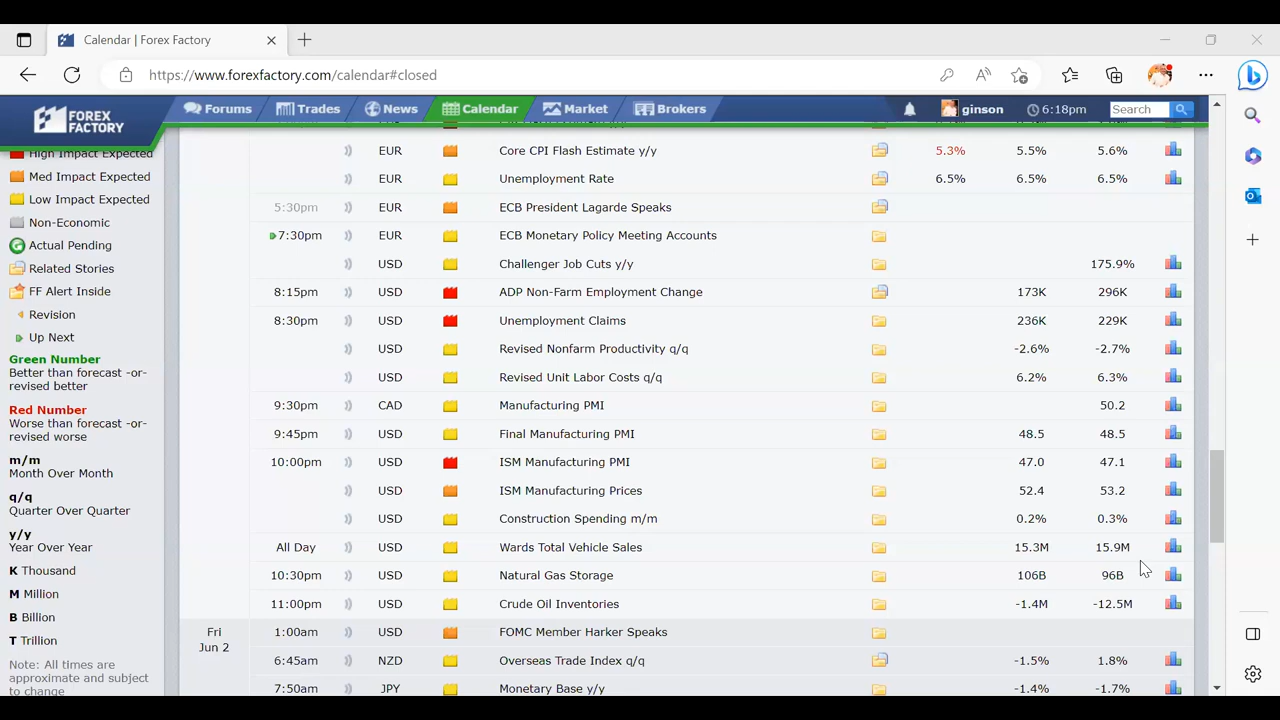 Calendar | Forex Factory
https://www.forexfactory.com/calendar#closed
FOREX FACTORY
Forums Trades News Calendar Market Brokers ginson 6:18pm Search
High Impact Expected
Med Impact Expected
Low Impact Expected
Non-Economic
Actual Pending
Related Stories
FF Alert Inside
Revision
Up Next
Green Number
Better than forecast -or-
revised better
Red Number
Worse than forecast -or-
revised worse
m/m
Month Over Month
q/q
Quarter Over Quarter
y/y
Year Over Year
K Thousand
M Million
B Billion
T Trillion
Note: All times are
approximate and subject
to change
EUR Core CPI Flash Estimate y/y 5.3% 5.5% 5.6%
EUR Unemployment Rate 6.5% 6.5% 6.5%
5:30pm EUR ECB President Lagarde Speaks
7:30pm EUR ECB Monetary Policy Meeting Accounts
USD Challenger Job Cuts y/y 175.9%
8:15pm USD ADP Non-Farm Employment Change 173K 296K
8:30pm USD Unemployment Claims 236K 229K
USD Revised Nonfarm Productivity q/q -2.6% -2.7%
USD Revised Unit Labor Costs q/q 6.2% 6.3%
9:30pm CAD Manufacturing PMI 50.2
9:45pm USD Final Manufacturing PMI 48.5 48.5
10:00pm USD ISM Manufacturing PMI 47.0 47.1
USD ISM Manufacturing Prices 52.4 53.2
USD Construction Spending m/m 0.2% 0.3%
All Day USD Wards Total Vehicle Sales 15.3M 15.9M
10:30pm USD Natural Gas Storage 106B 96B
11:00pm USD Crude Oil Inventories -1.4M -12.5M
Fri Jun 2 1:00am USD FOMC Member Harker Speaks
6:45am NZD Overseas Trade Index q/q -1.5% 1.8%
7:50am JPY Monetary Base y/y -1.4% -1.7%